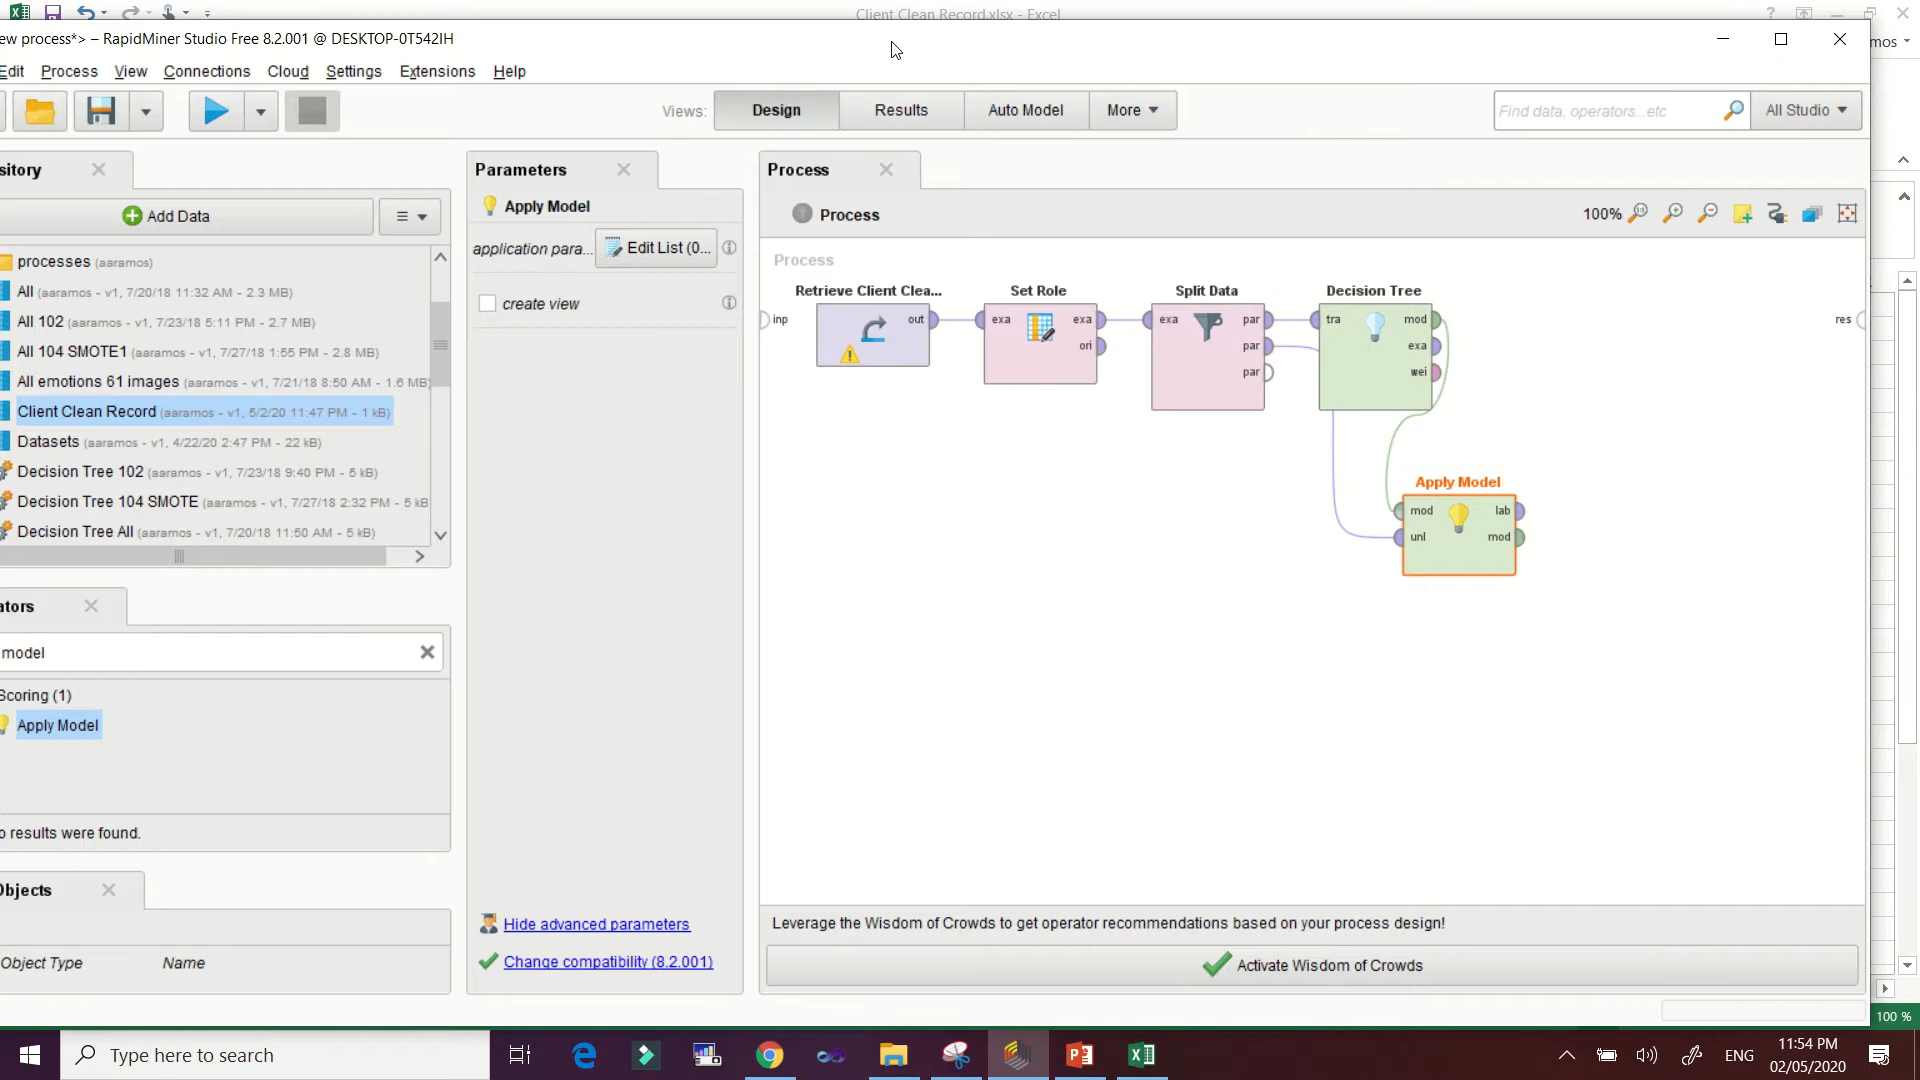 Client Clean Record.xlsx - Excel
?
ew process*> – RapidMiner Studio Free 8.2.001 @ DESKTOP-0T542IH
mos
Edit Process View Connections Cloud Settings Extensions Help
Views: Design Results Auto Model More
Find data, operators...etc All Studio
sitory
Parameters
Process
Add Data
Apply Model
Process
100%
application para... Edit List (0...
processes (aaramos)
Process
All (aaramos - v1, 7/20/18 11:32 AM - 2.3 MB)
create view
Retrieve Client Clea... Set Role Split Data Decision Tree
All 102 (aaramos - v1, 7/23/18 5:11 PM - 2.7 MB)
inp out exa exa exa par tra mod res
ori par exa
All 104 SMOTE1 (aaramos - v1, 7/27/18 1:55 PM - 2.8 MB)
par wei
All emotions 61 images (aaramos - v1, 7/21/18 8:50 AM - 1.6 MB)
Client Clean Record (aaramos - v1, 5/2/20 11:47 PM - 1 kB)
Datasets (aaramos - v1, 4/22/20 2:47 PM - 22 kB)
Decision Tree 102 (aaramos - v1, 7/23/18 9:40 PM - 5 kB)
Apply Model
Decision Tree 104 SMOTE (aaramos - v1, 7/27/18 2:32 PM - 5 kB
mod lab
Decision Tree All (aaramos - v1, 7/20/18 11:50 AM - 5 kB)
unl mod
ators
model
Scoring (1)
Apply Model
o results were found.
Objects
Object Type Name
Hide advanced parameters
Change compatibility (8.2.001)
Leverage the Wisdom of Crowds to get operator recommendations based on your process design!
Activate Wisdom of Crowds
100 %
Type here to search
ENG
11:54 PM
02/05/2020